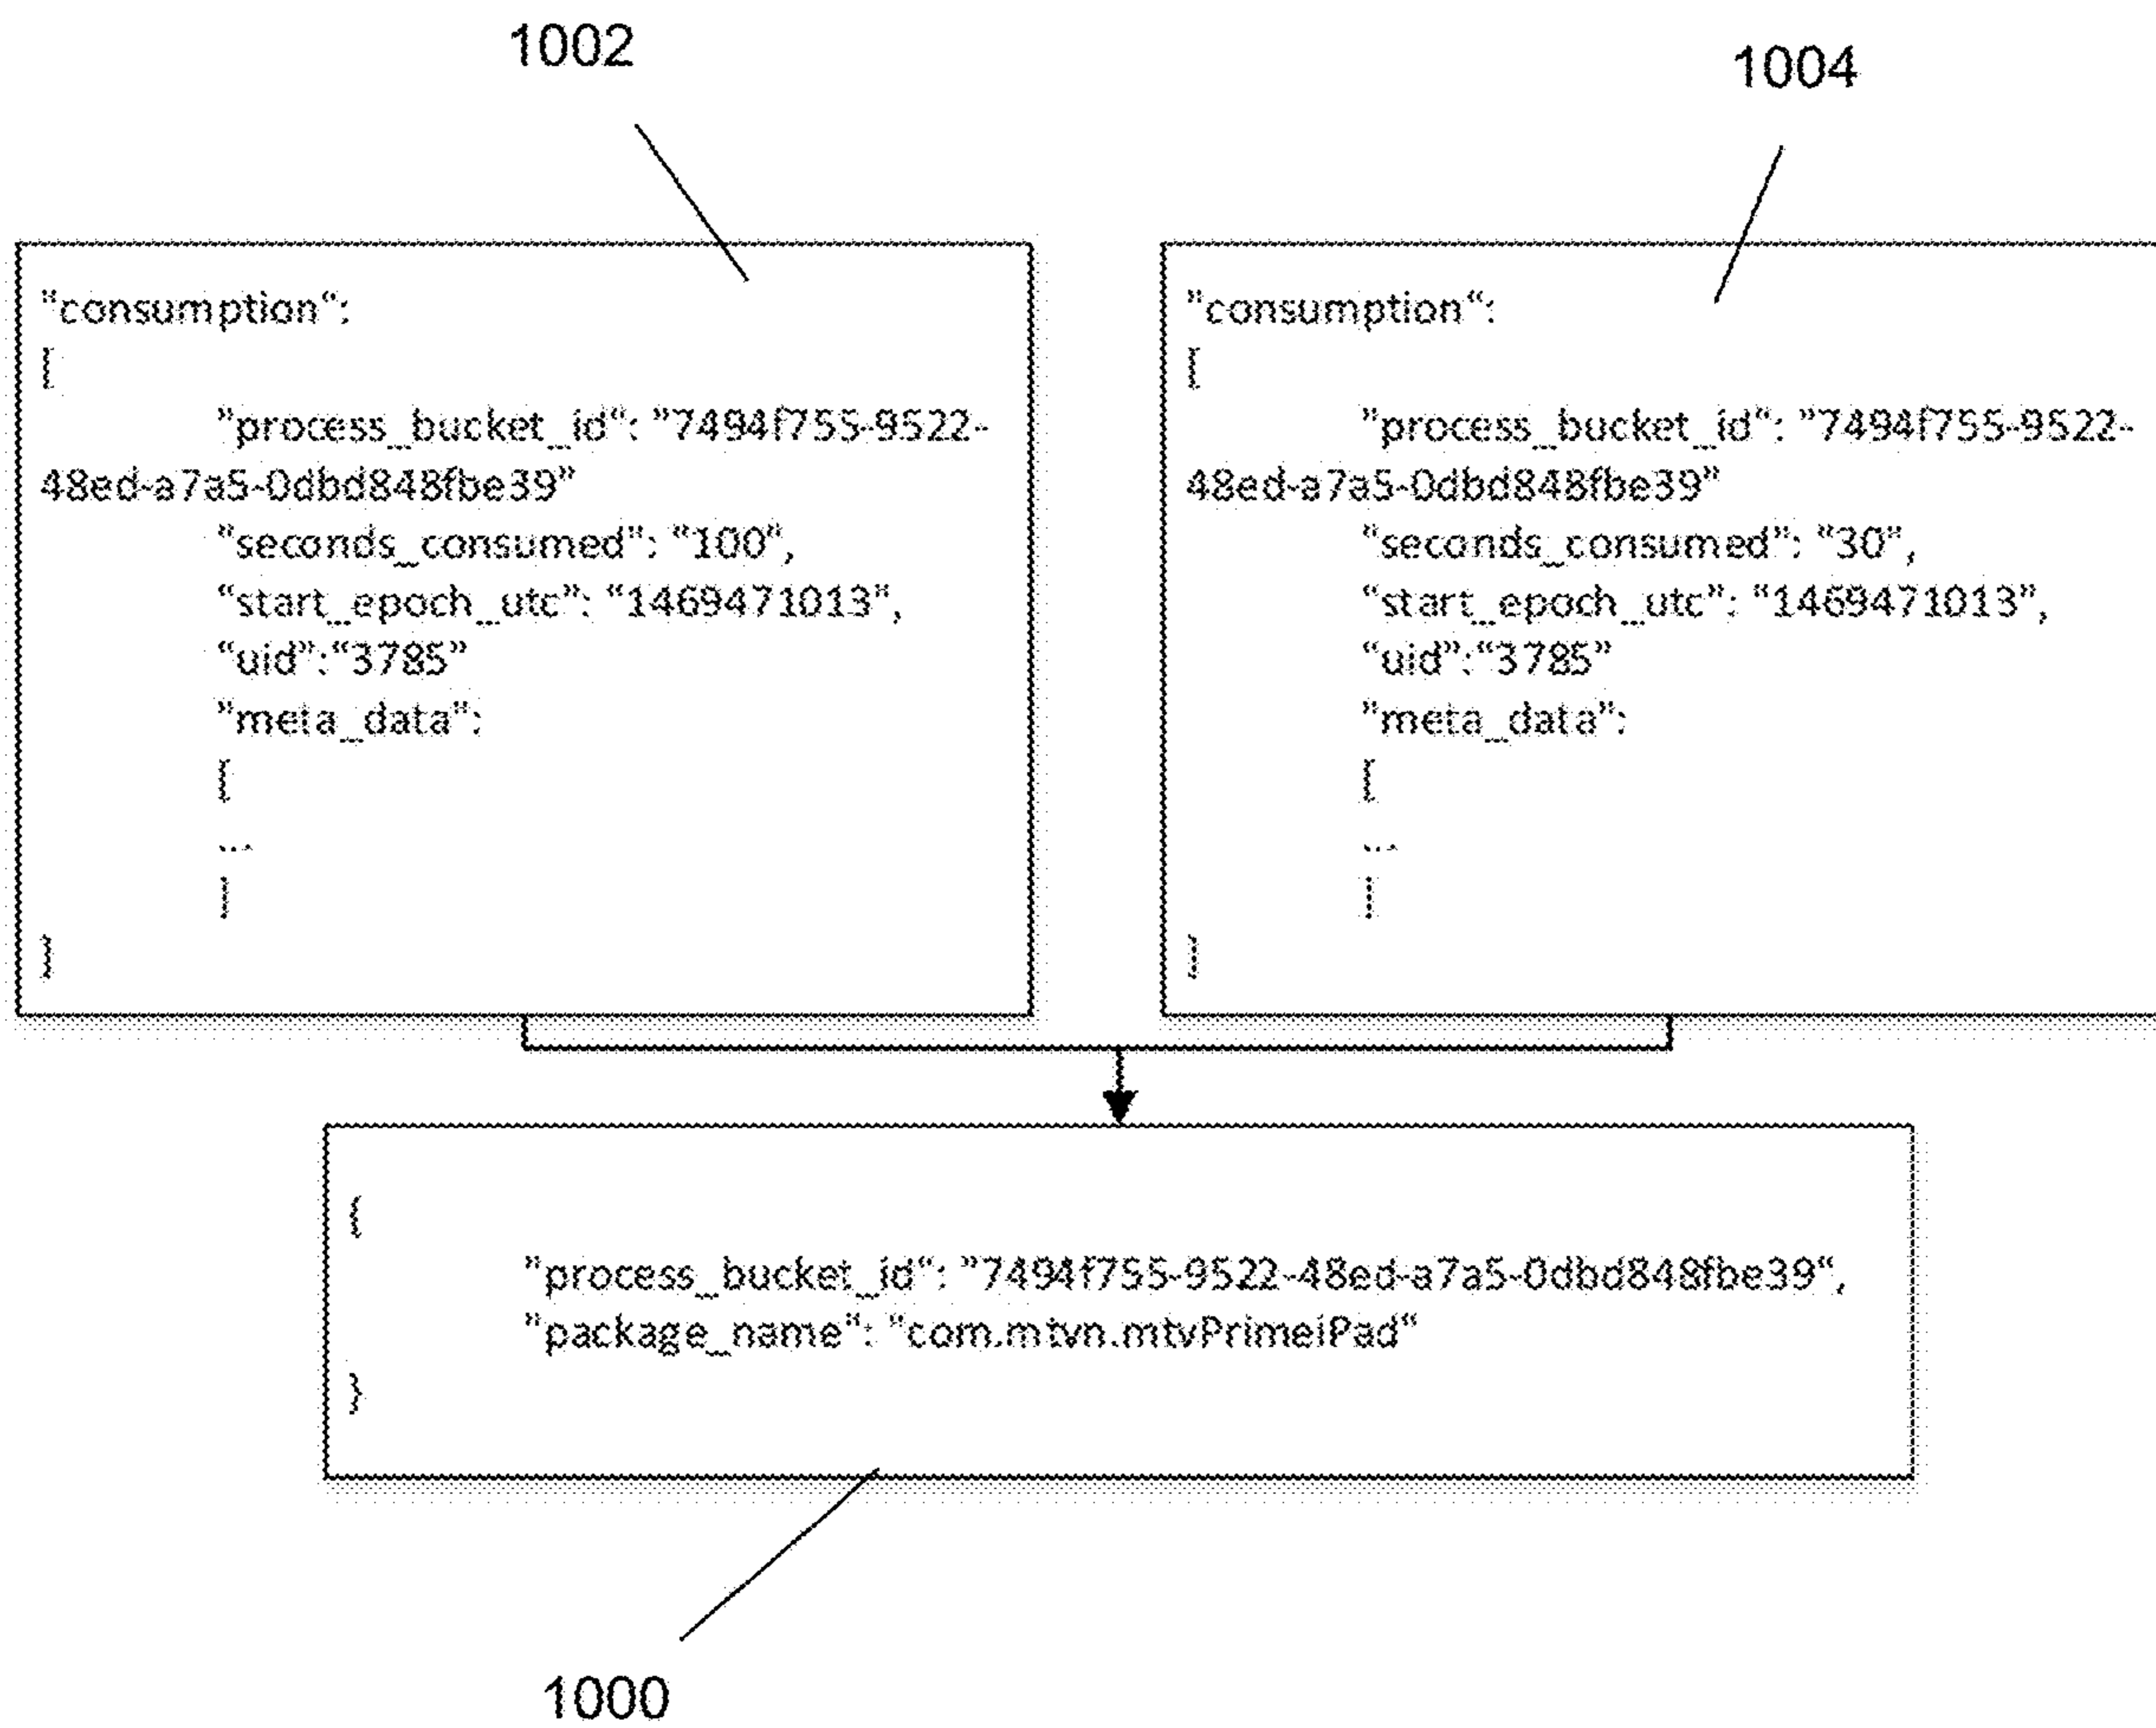 1002
1004
"consumption“:
[
"process_bucket_id“: "7494f755-9522-
48ed-a7a5-0dbd848fbe39”
"seconds_consumed": "100",
“start_epoch_utc”: “1469471013”,
“uid”:“3785”
"meta_data":
[
...
]
}
"consumption“:
[
"process_bucket_id“: "7494f755-9522-
48ed-a7a5-0dbd848fbe39”
"seconds_consumed": "30",
“start_epoch_utc”: “1469471013”,
“uid”:“3785”
"meta_data":
[
...
]
}
{
"process_bucket_id“: "7494f755-9522-48ed-a7a5-0dbd848fbe39“,
"package_name“: "com.mtvn.mtvPrimeiPad“
}
1000